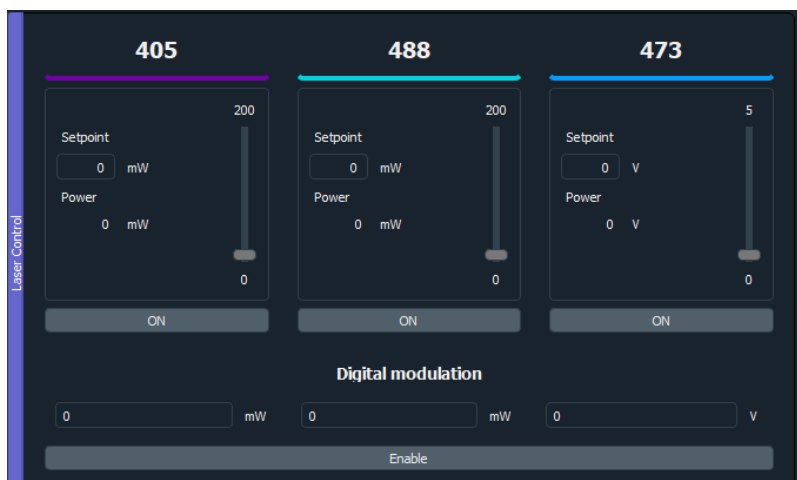 Laser Control
405 488 473
200 200 5
Setpoint Setpoint Setpoint
0 mW 0 mW 0 V
Power Power Power
0 mW 0 mW 0 V
0 0 0
ON ON ON
Digital modulation
0 mW 0 mW 0 V
Enable